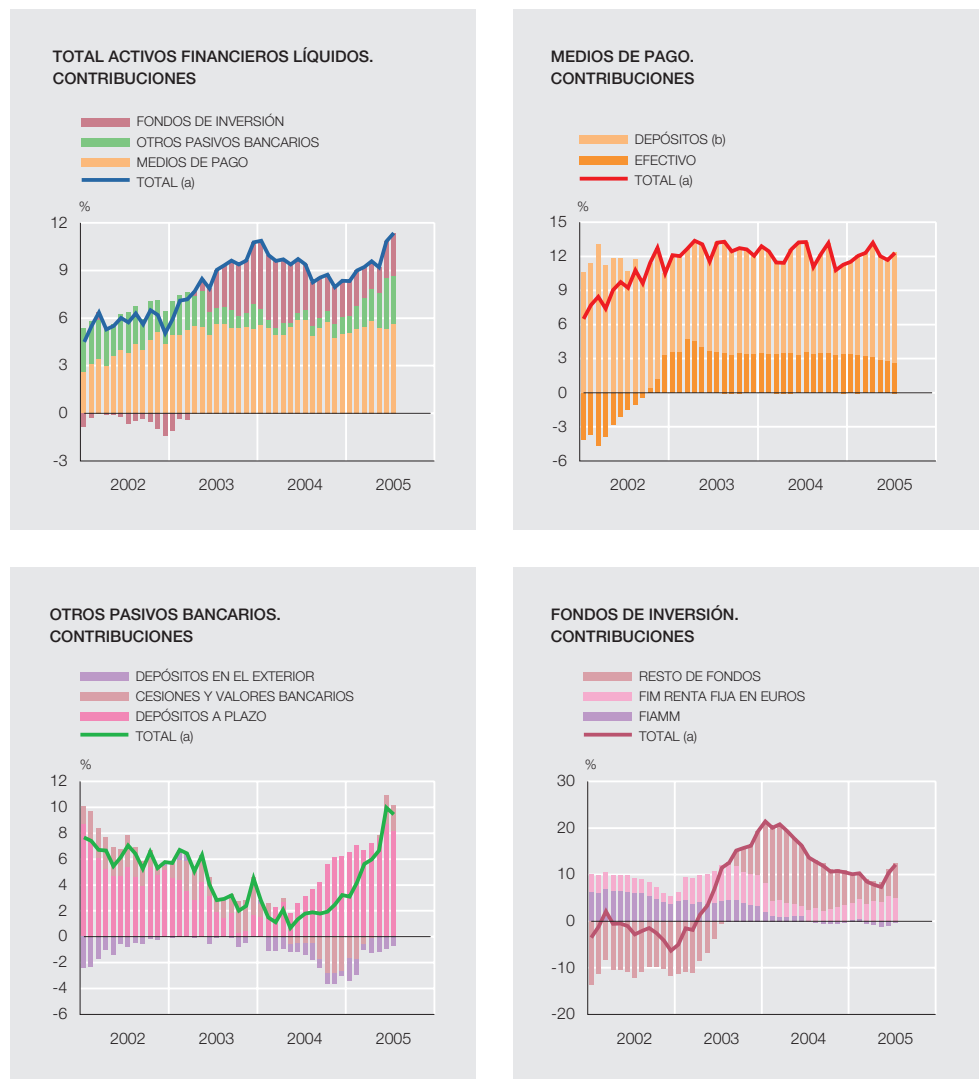 TOTAL ACTIVOS FINANCIEROS LÍQUIDOS.
CONTRIBUCIONES
FONDOS DE INVERSIÓN
OTROS PASIVOS BANCARIOS
MEDIOS DE PAGO
TOTAL (a)
%
12
9
6
3
0
-3
2002 2003 2004 2005
MEDIOS DE PAGO.
CONTRIBUCIONES
DEPÓSITOS (b)
EFECTIVO
TOTAL (a)
%
15
12
9
6
3
0
-3
-6
2002 2003 2004 2005
OTROS PASIVOS BANCARIOS.
CONTRIBUCIONES
DEPÓSITOS EN EL EXTERIOR
CESIONES Y VALORES BANCARIOS
DEPÓSITOS A PLAZO
TOTAL (a)
%
12
10
8
6
4
2
0
-2
-4
-6
2002 2003 2004 2005
FONDOS DE INVERSIÓN.
CONTRIBUCIONES
RESTO DE FONDOS
FIM RENTA FIJA EN EUROS
FIAMM
TOTAL (a)
%
30
20
10
0
-10
-20
2002 2003 2004 2005